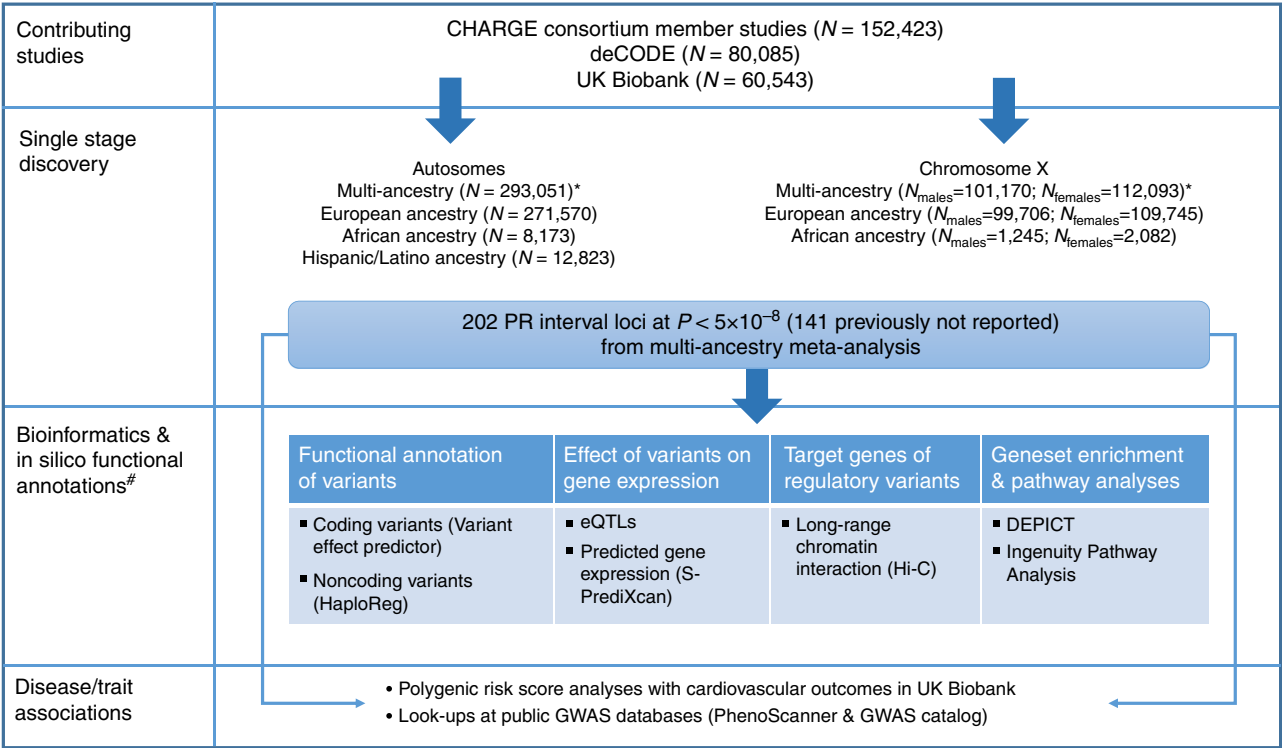 Contributing
studies
CHARGE consortium member studies (N = 152,423)
deCODE (N = 80,085)
UK Biobank (N = 60,543)
Single stage
discovery
Autosomes
Multi-ancestry (N = 293,051)*
European ancestry (N = 271,570)
African ancestry (N = 8,173)
Hispanic/Latino ancestry (N = 12,823)
Chromosome X
Multi-ancestry (Nmales=101,170; Nfemales=112,093)*
European ancestry (Nmales=99,706; Nfemales=109,745)
African ancestry (Nmales=1,245; Nfemales=2,082)
202 PR interval loci at P < 5×10⁻⁸ (141 previously not reported)
from multi-ancestry meta-analysis
Bioinformatics &
in silico functional
annotations#
Functional annotation
of variants
▪ Coding variants (Variant
effect predictor)
▪ Noncoding variants
(HaploReg)
Effect of variants on
gene expression
▪ eQTLs
▪ Predicted gene
expression (S-
PrediXcan)
Target genes of
regulatory variants
▪ Long-range
chromatin
interaction (Hi-C)
Geneset enrichment
& pathway analyses
▪ DEPICT
▪ Ingenuity Pathway
Analysis
Disease/trait
associations
• Polygenic risk score analyses with cardiovascular outcomes in UK Biobank
• Look-ups at public GWAS databases (PhenoScanner & GWAS catalog)